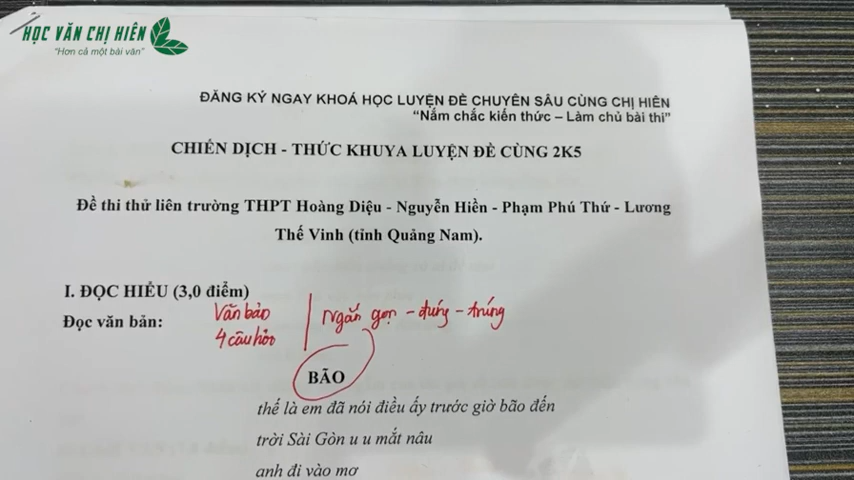 HỌC VĂN CHỊ HIÊN
"Hơn cả một bài văn"
ĐĂNG KÝ NGAY KHOÁ HỌC LUYỆN ĐỀ CHUYÊN SÂU CÙNG CHỊ HIÊN
"Nắm chắc kiến thức – Làm chủ bài thi"
CHIẾN DỊCH - THỨC KHUYA LUYỆN ĐỀ CÙNG 2K5
Đề thi thử liên trường THPT Hoàng Diệu - Nguyễn Hiền - Phạm Phú Thứ - Lương
Thế Vinh (tỉnh Quảng Nam).
I. ĐỌC HIỂU (3,0 điểm)
Đọc văn bản:
Văn bản
4 câu hỏi
Ngắn gọn - đúng - trúng
BÃO
thế là em đã nói điều ấy trước giờ bão đến
trời Sài Gòn u u mắt nâu
anh đi vào mơ